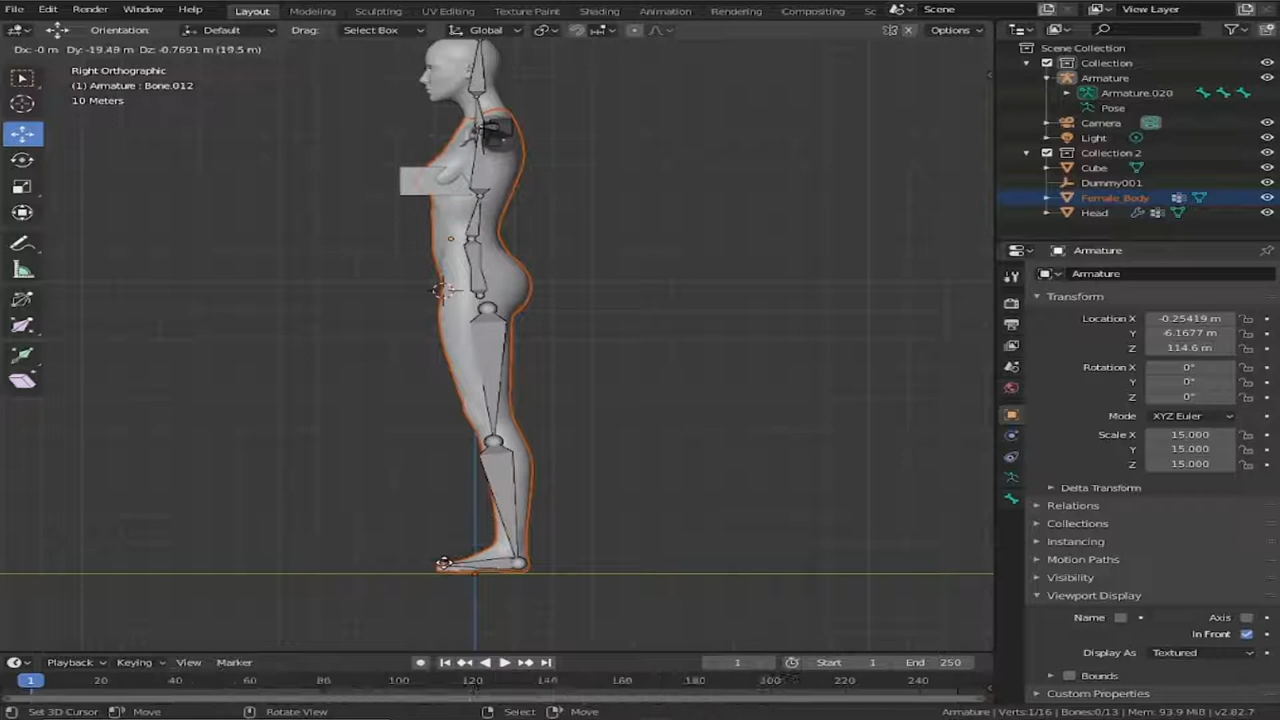 File Edit Render Window Help Layout Modeling Sculpting UV Editing Texture Paint Shading Animation Rendering Compositing Sc Scene View Layer
Orientation: Default Drag: Select Box Global Options
Dx: -0 m Dy: -19.49 m Dz: -0.7691 m (19.5 m)
Right Orthographic
(1) Armature : Bone.012
10 Meters
Scene Collection
Collection
Armature
Armature.020
Pose
Camera
Light
Collection 2
Cube
Dummy001
Female_Body
Head
Armature
Armature
Transform
Location X -0.25419 m
Y -6.1677 m
Z 114.6 m
Rotation X 0°
Y 0°
Z 0°
Mode XYZ Euler
Scale X 15.000
Y 15.000
Z 15.000
Delta Transform
Relations
Collections
Instancing
Motion Paths
Visibility
Viewport Display
Name Axis
In Front
Display As Textured
Bounds
Custom Properties
Playback Keying View Marker 1 Start 1 End 250
1 20 40 60 80 100 120 140 160 180 200 220 240
Set 3D Cursor Move Rotate View Select Move Armature | Verts:1/16 | Bones:0/13 | Mem: 93.9 MiB | v2.82.7